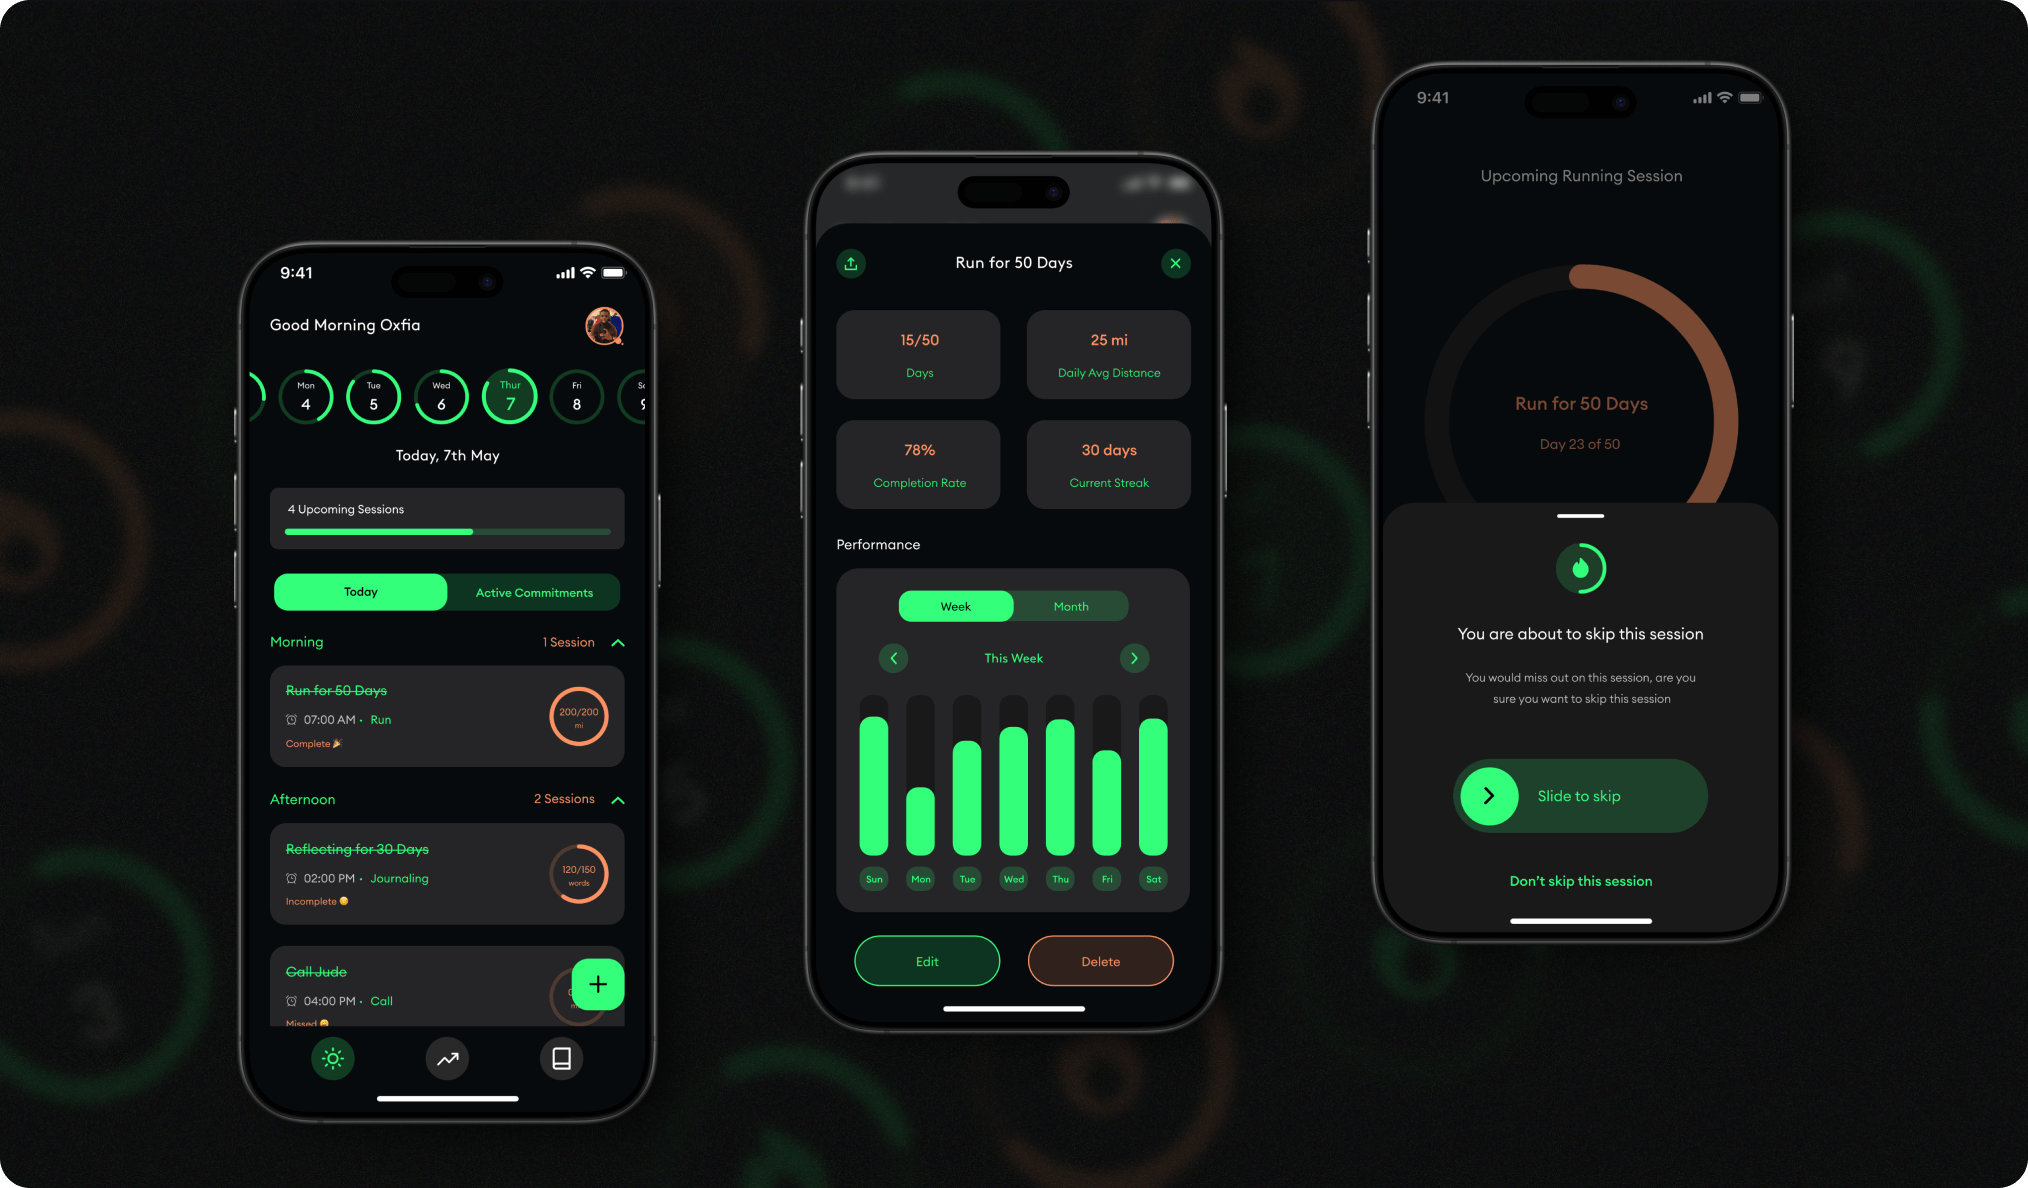 9:41
Good Morning Oxfia
Mon
4
Tue
5
Wed
6
Thur
7
Fri
8
Today, 7th May
4 Upcoming Sessions
Today
Active Commitments
Morning
1 Session
Run for 50 Days
07:00 AM • Run
Complete 🎉
200/200
mi
Afternoon
2 Sessions
Reflecting for 30 Days
02:00 PM • Journaling
Incomplete
120/150
words
Call Jude
04:00 PM • Call
Missed
Run for 50 Days
15/50
Days
25 mi
Daily Avg Distance
78%
Completion Rate
30 days
Current Streak
Performance
Week
Month
This Week
Sun
Mon
Tue
Wed
Thu
Fri
Sat
Edit
Delete
9:41
Upcoming Running Session
Run for 50 Days
Day 23 of 50
You are about to skip this session
You would miss out on this session, are you
sure you want to skip this session
Slide to skip
Don't skip this session